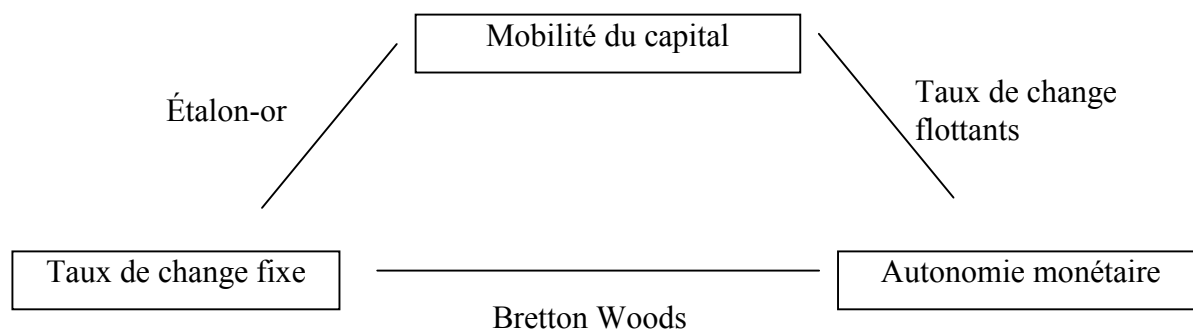 Mobilité du capital
Étalon-or
Taux de change
flottants
Taux de change fixe
Autonomie monétaire
Bretton Woods